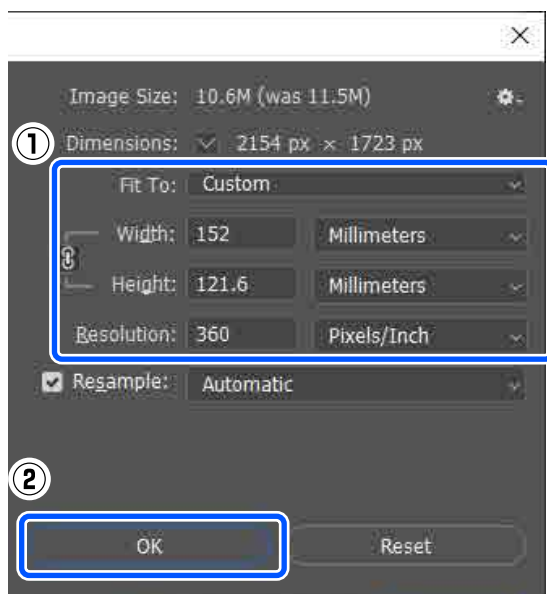 Image Size: 10.6M (was 11.5M)
① Dimensions: 2154 px × 1723 px
Fit To: Custom
Width: 152 Millimeters
Height: 121.6 Millimeters
Resolution: 360 Pixels/Inch
Resample: Automatic
②
OK Reset